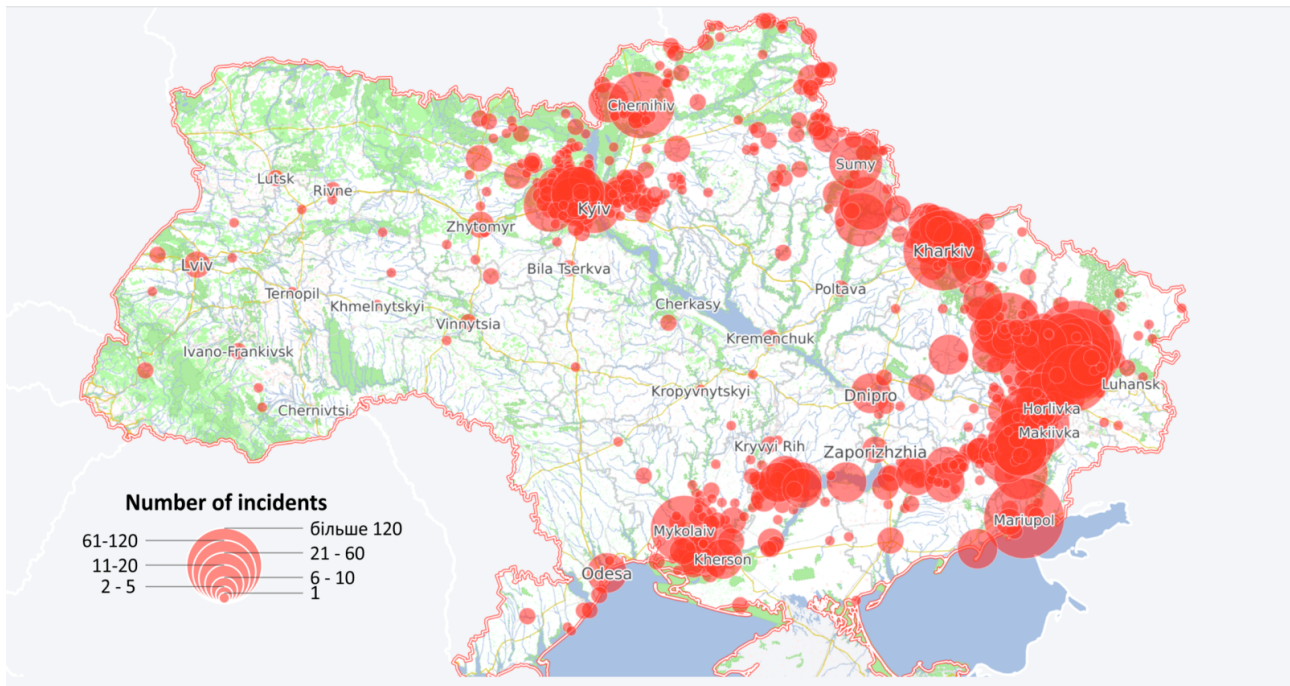 Chernihiv
Sumy
Lutsk
Rivne
Kyiv
Zhytomyr
Kharkiv
Lviv
Bila Tserkva
Ternopil
Khmelnytskyi
Cherkasy
Poltava
Vinnytsia
Kremenchuk
Ivano-Frankivsk
Luhansk
Kropyvnytskyi
Dnipro
Chernivtsi
Horlivka
Makiivka
Kryvyi Rih
Zaporizhzhia
Mykolaiv
Mariupol
Kherson
Odesa
Number of incidents
більше 120
61-120
21 - 60
11-20
6 - 10
2 - 5
1